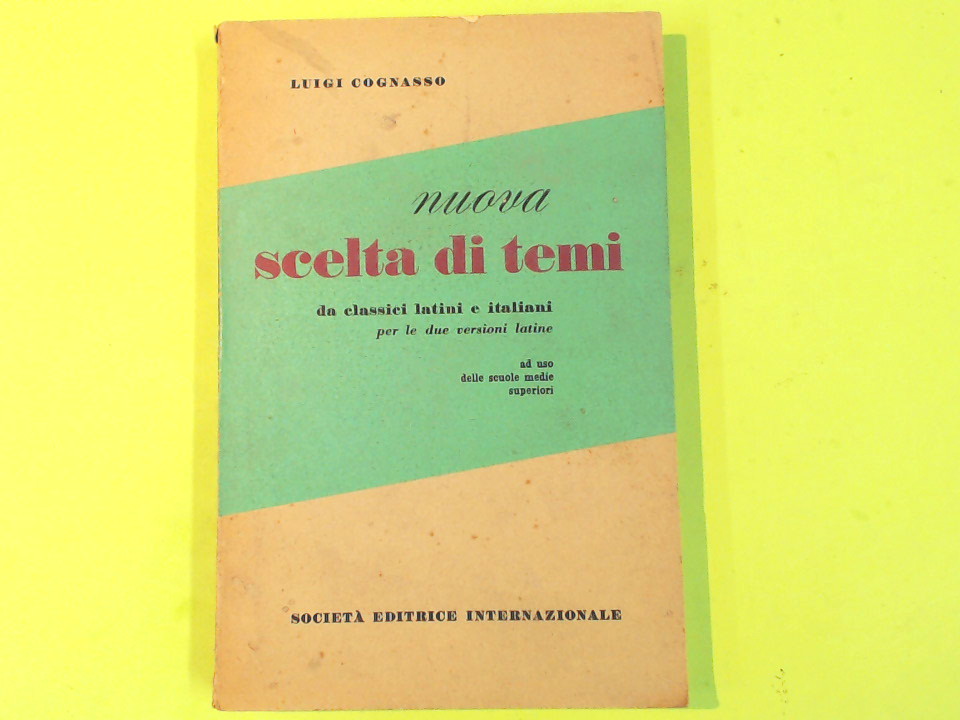 LUIGI COGNASSO
nuova
scelta di temi
da classici latini e italiani
per le due versioni latine
ad uso
delle scuole medie
superiori
SOCIETÀ EDITRICE INTERNAZIONALE